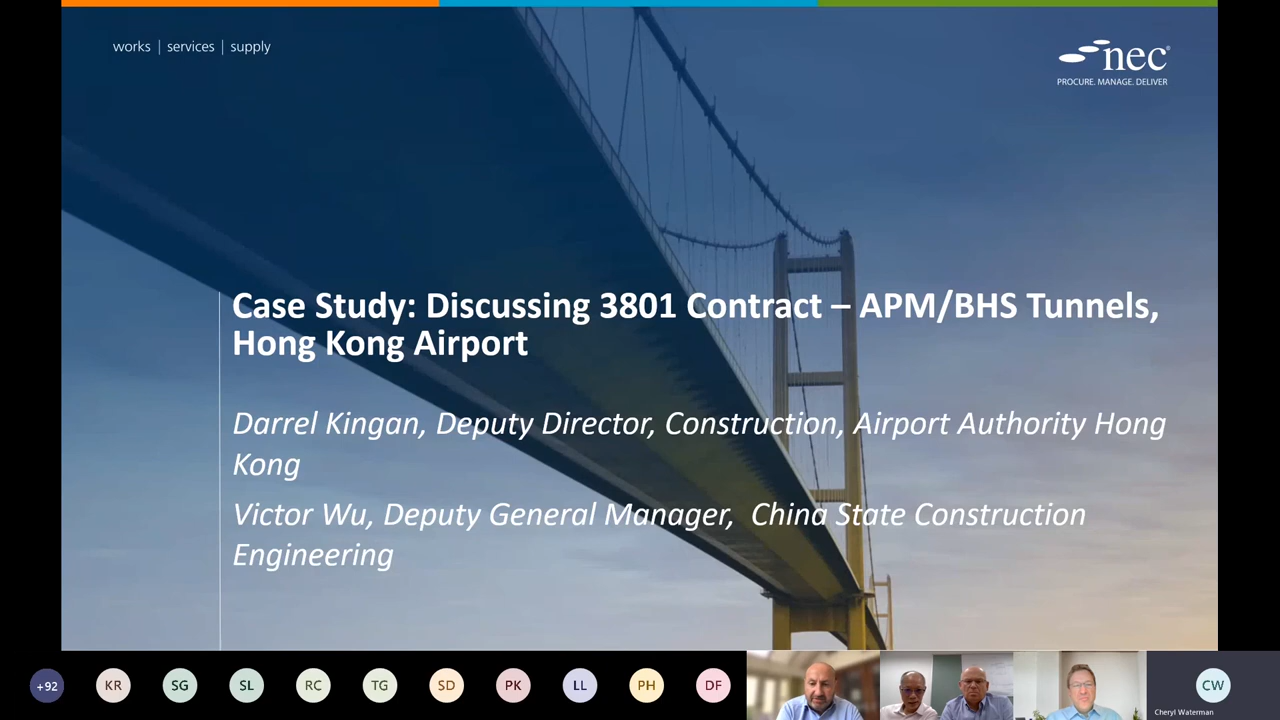 works | services | supply
nec®
PROCURE. MANAGE. DELIVER
Case Study: Discussing 3801 Contract – APM/BHS Tunnels,
Hong Kong Airport
Darrel Kingan, Deputy Director, Construction, Airport Authority Hong
Kong
Victor Wu, Deputy General Manager,  China State Construction
Engineering
+92 KR SG SL RC TG SD PK LL PH DF CW
Cheryl Waterman